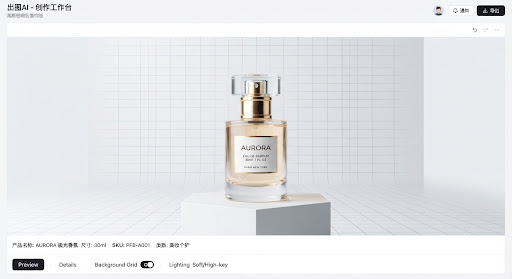 出图AI - 创作工作台
通知
导出
AURORA
EAU DE PARFUM
产品名称: AURORA 极光香氛 尺寸: 30ml SKU: PFB-A001 类别: 美妆个护
Preview
Details
Background Grid
Lighting Soft/High-key